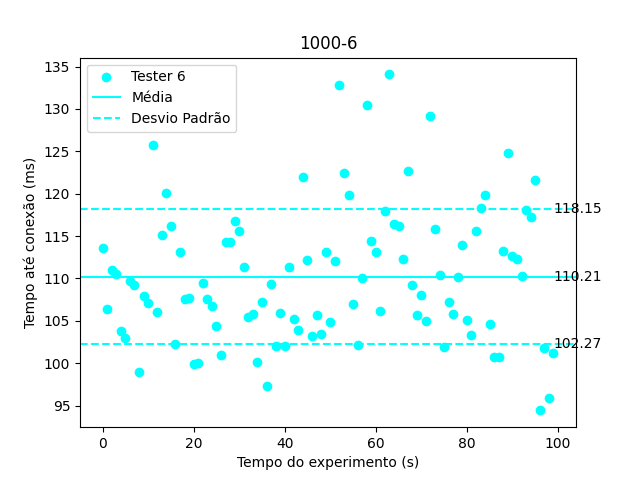 1000-6
Tester 6
Média
Desvio Padrão
135
130
125
120
115
110
105
100
95
Tempo até conexão (ms)
118.15
110.21
102.27
0 20 40 60 80 100
Tempo do experimento (s)